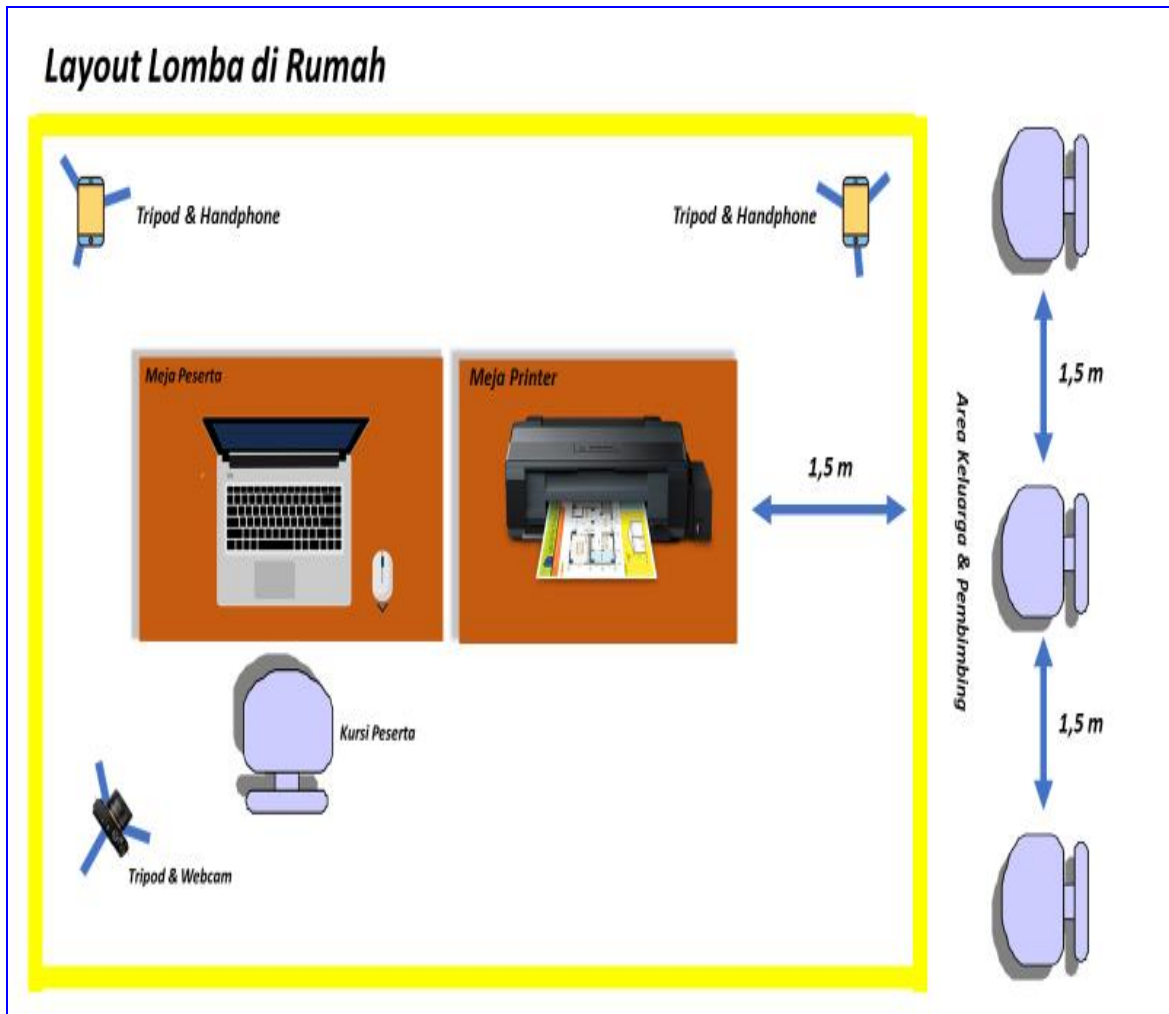 Layout Lomba di Rumah
Tripod & Handphone
Tripod & Handphone
Meja Peserta
Meja Printer
1,5 m
1,5 m
Area Keluarga & Pembimbing
Kursi Peserta
1,5 m
Tripod & Webcam